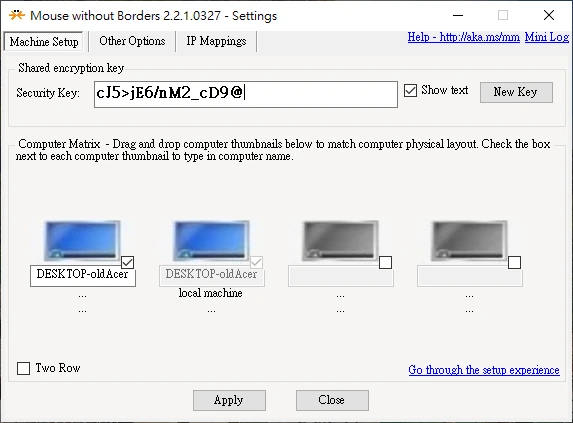 Mouse without Borders 2.2.1.0327 - Settings
Machine Setup Other Options IP Mappings Help - http://aka.ms/mm Mini Log
Shared encryption key
Security Key: cJ5>jE6/nM2_cD9@ Show text New Key
Computer Matrix - Drag and drop computer thumbnails below to match computer physical layout. Check the box
next to each computer thumbnail to type in computer name.
DESKTOP-oldAcer DESKTOP-oldAcer
... local machine ... ...
... ... ... ...
Two Row Go through the setup experience
Apply Close